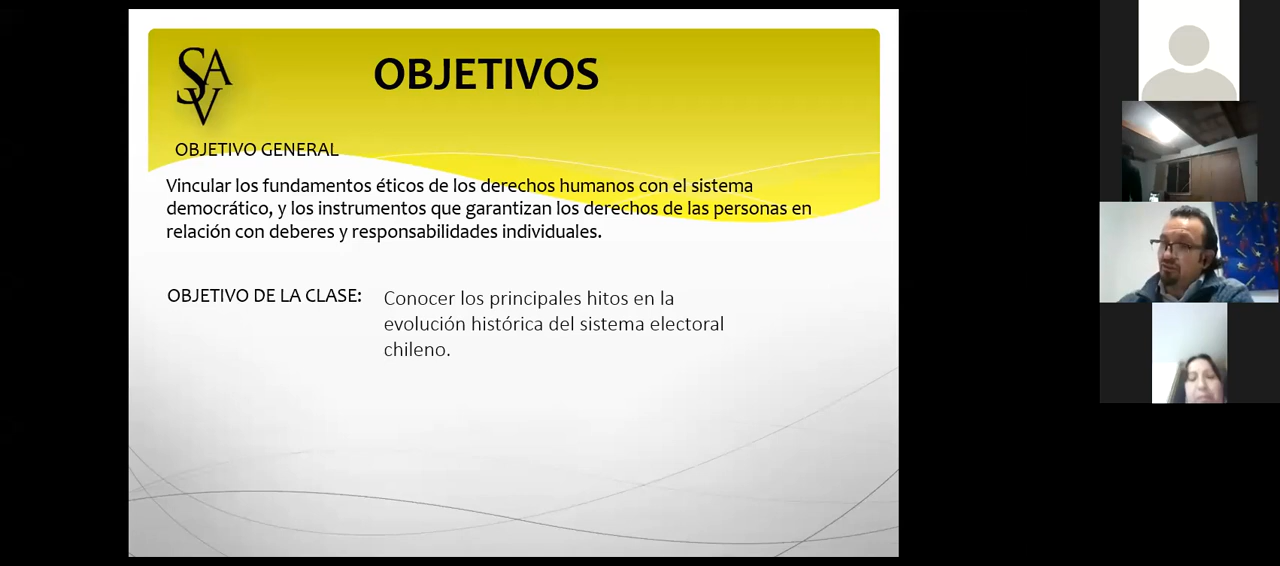 SAV
OBJETIVOS
OBJETIVO GENERAL
Vincular los fundamentos éticos de los derechos humanos con el sistema
democrático, y los instrumentos que garantizan los derechos de las personas en
relación con deberes y responsabilidades individuales.
OBJETIVO DE LA CLASE:
Conocer los principales hitos en la
evolución histórica del sistema electoral
chileno.